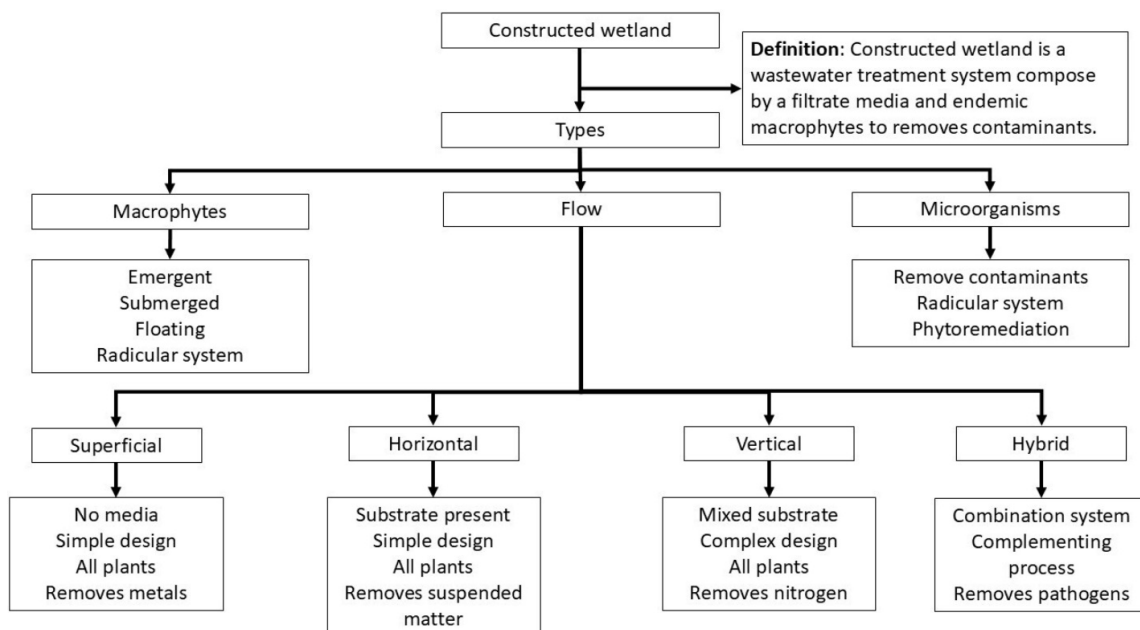 Constructed wetland
Definition: Constructed wetland is a
wastewater treatment system compose
by a filtrate media and endemic
macrophytes to removes contaminants.
Types
Macrophytes
Flow
Microorganisms
Emergent
Submerged
Floating
Radicular system
Remove contaminants
Radicular system
Phytoremediation
Superficial
Horizontal
Vertical
Hybrid
No media
Simple design
All plants
Removes metals
Substrate present
Simple design
All plants
Removes suspended
matter
Mixed substrate
Complex design
All plants
Removes nitrogen
Combination system
Complementing
process
Removes pathogens